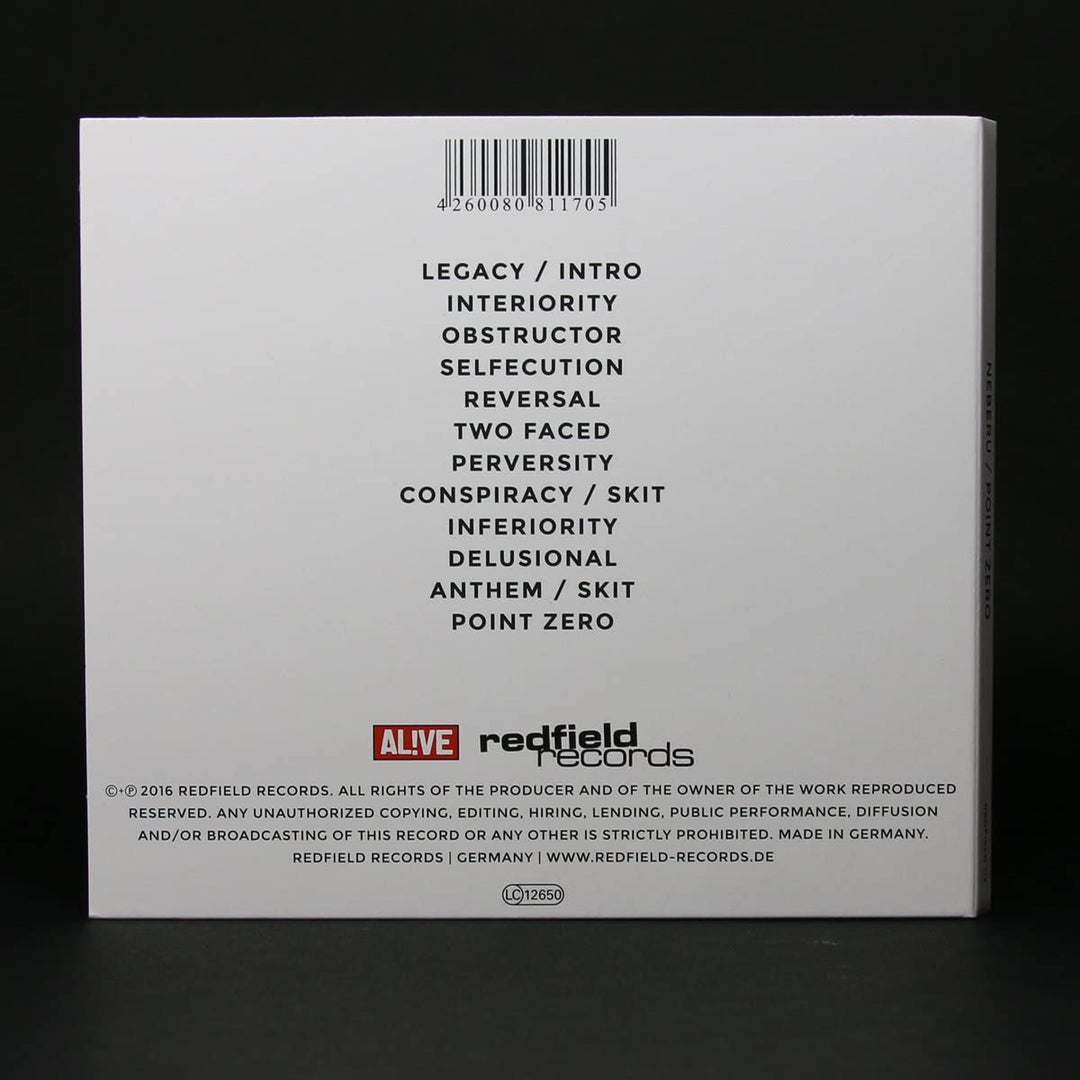 4 260080 811705
LEGACY / INTRO
INTERIORITY
OBSTRUCTOR
SELFECUTION
REVERSAL
TWO FACED
PERVERSITY
CONSPIRACY / SKIT
INFERIORITY
DELUSIONAL
ANTHEM / SKIT
POINT ZERO
AL!VE redfield
records
©+℗ 2016 REDFIELD RECORDS. ALL RIGHTS OF THE PRODUCER AND OF THE OWNER OF THE WORK REPRODUCED
RESERVED. ANY UNAUTHORIZED COPYING, EDITING, HIRING, LENDING, PUBLIC PERFORMANCE, DIFFUSION
AND/OR BROADCASTING OF THIS RECORD OR ANY OTHER IS STRICTLY PROHIBITED. MADE IN GERMANY.
REDFIELD RECORDS | GERMANY | WWW.REDFIELD-RECORDS.DE
LC 12650
NEBERU / POINT ZERO